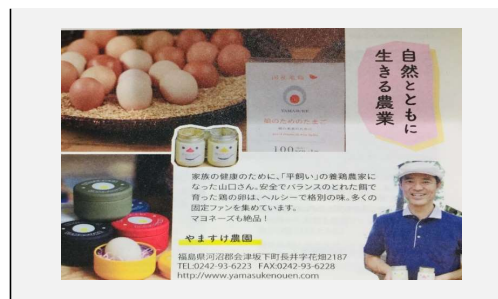 自然とともに
生きる農業
100
家族の健康のために、「平飼い」の養鶏農家に
なった山口さん。安全でバランスのとれた餌で
育った鶏の卵は、ヘルシーで格別の味。多くの
固定ファンを集めています。
マヨネーズも絶品！
やますけ農園
福島県河沼郡会津坂下町長井字花畑2187
TEL:0242-93-6223 FAX:0242-93-6228
http://www.yamasukenouen.com